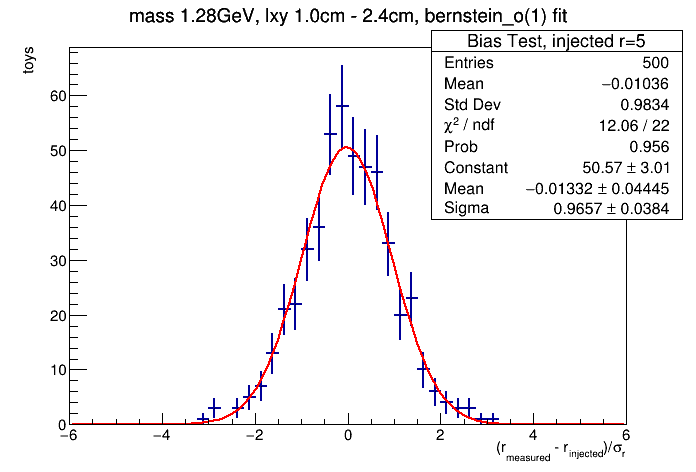 mass 1.28GeV, lxy 1.0cm - 2.4cm, bernstein_o(1) fit
toys
Bias Test, injected r=5
Entries 500
Mean −0.01036
Std Dev 0.9834
χ² / ndf 12.06 / 22
Prob 0.956
Constant 50.57 ± 3.01
Mean −0.01332 ± 0.04445
Sigma 0.9657 ± 0.0384
60
50
40
30
20
10
0
−6 −4 −2 0 2 4 6
(r_measured - r_injected)/σ_r